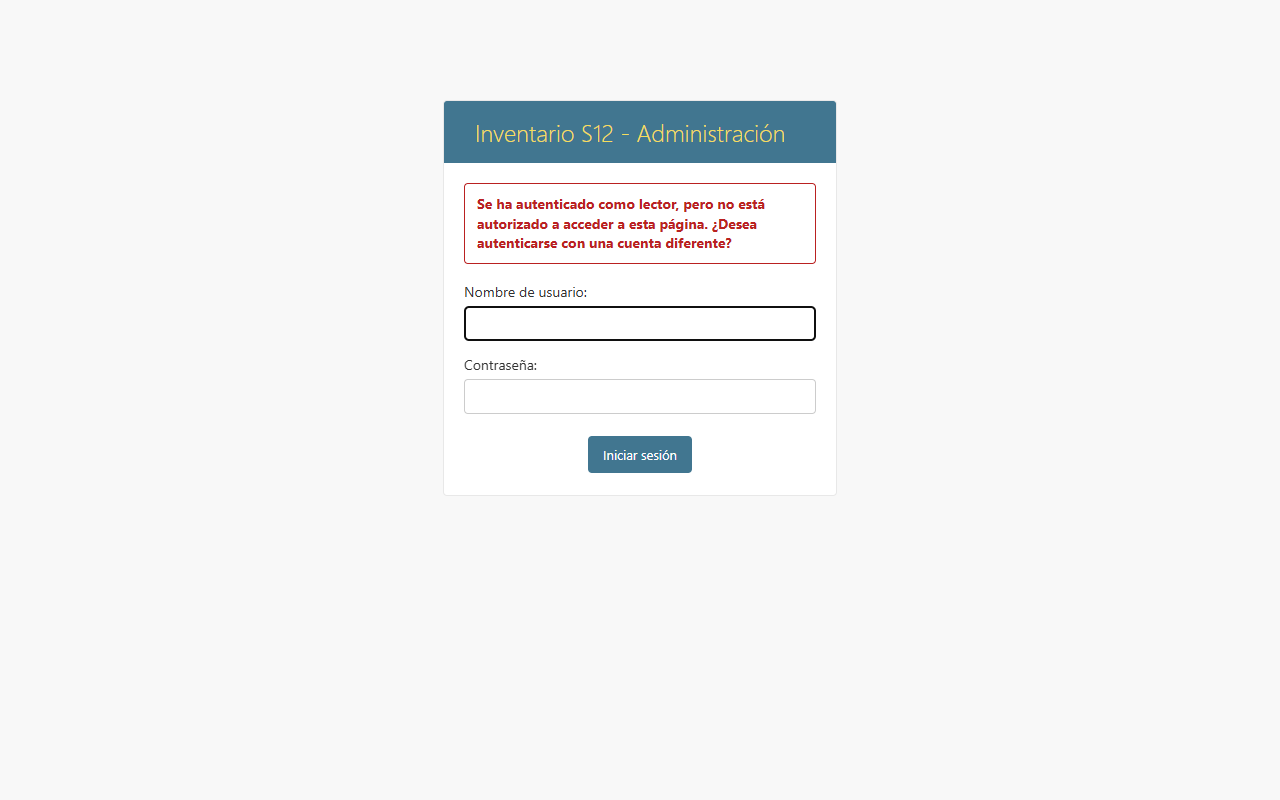 Inventario S12 - Administración
Se ha autenticado como lector, pero no está
autorizado a acceder a esta página. ¿Desea
autenticarse con una cuenta diferente?
Nombre de usuario:
Contraseña:
Iniciar sesión